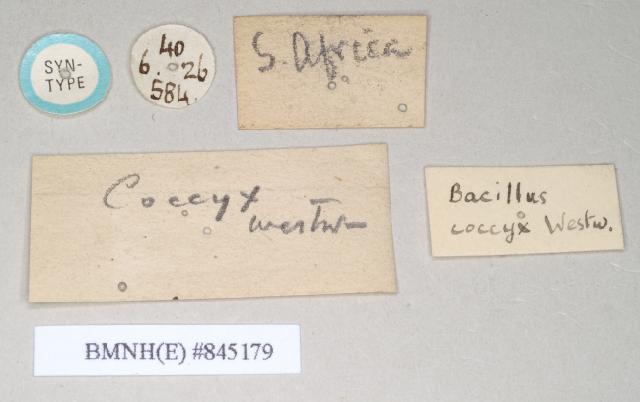 SYN-
TYPE
40
6. 26
584.
S. Africa
Coccyx
westw
Bacillus
coccyx Westw.
BMNH(E) #845179